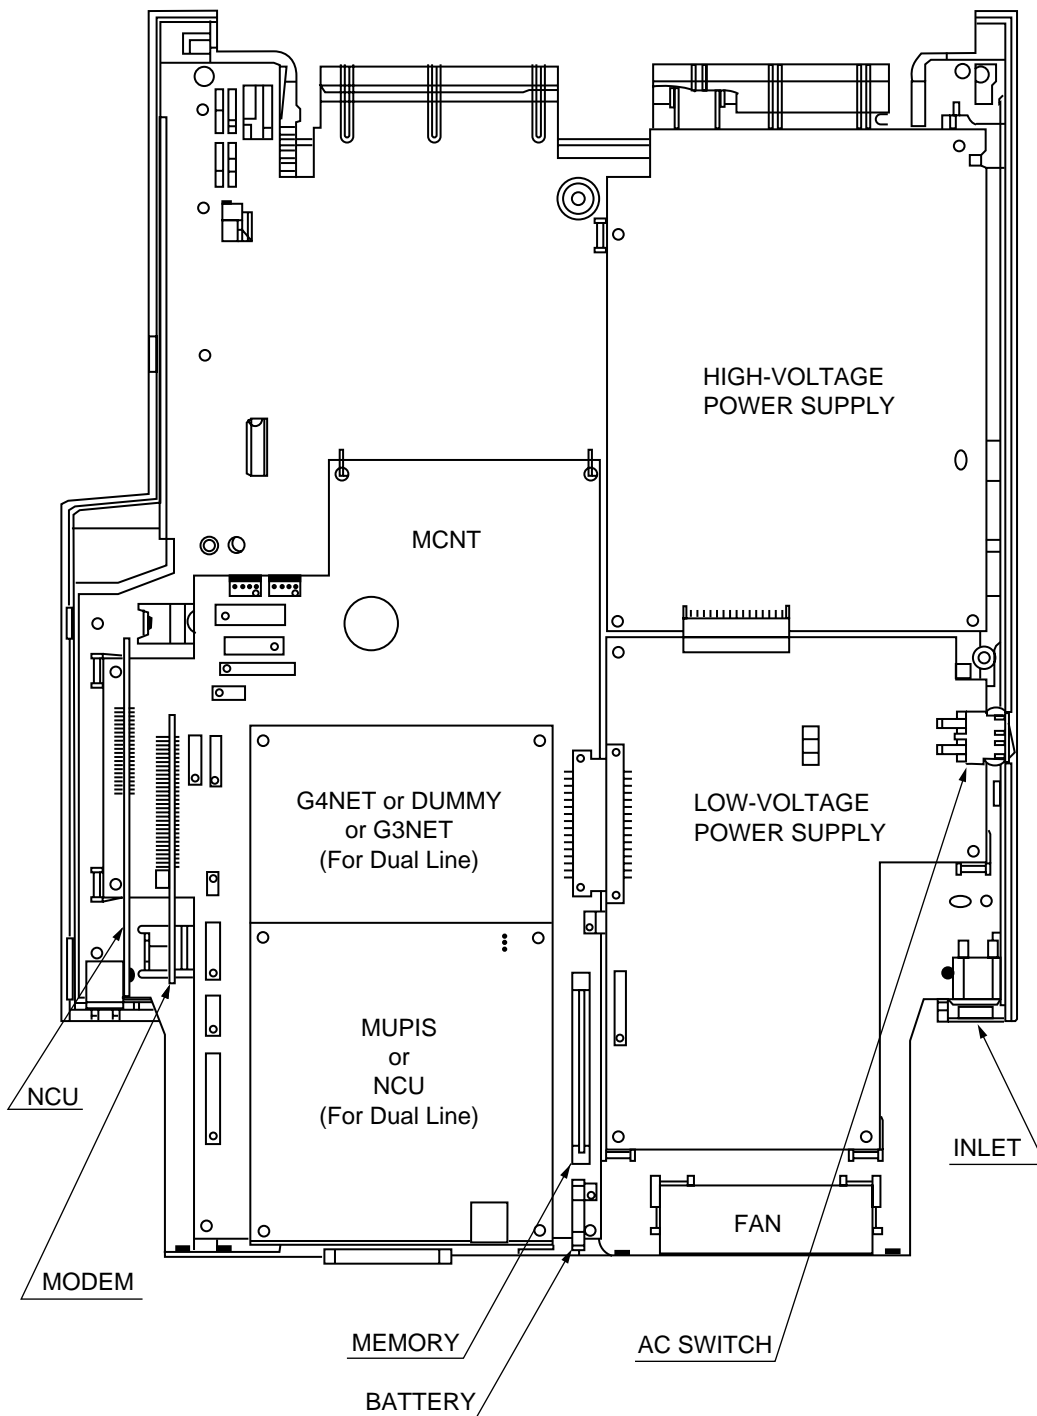 HIGH-VOLTAGE
POWER SUPPLY
MCNT
G4NET or DUMMY
or G3NET
(For Dual Line)
LOW-VOLTAGE
POWER SUPPLY
MUPIS
or
NCU
(For Dual Line)
NCU
INLET
FAN
MODEM
MEMORY
AC SWITCH
BATTERY